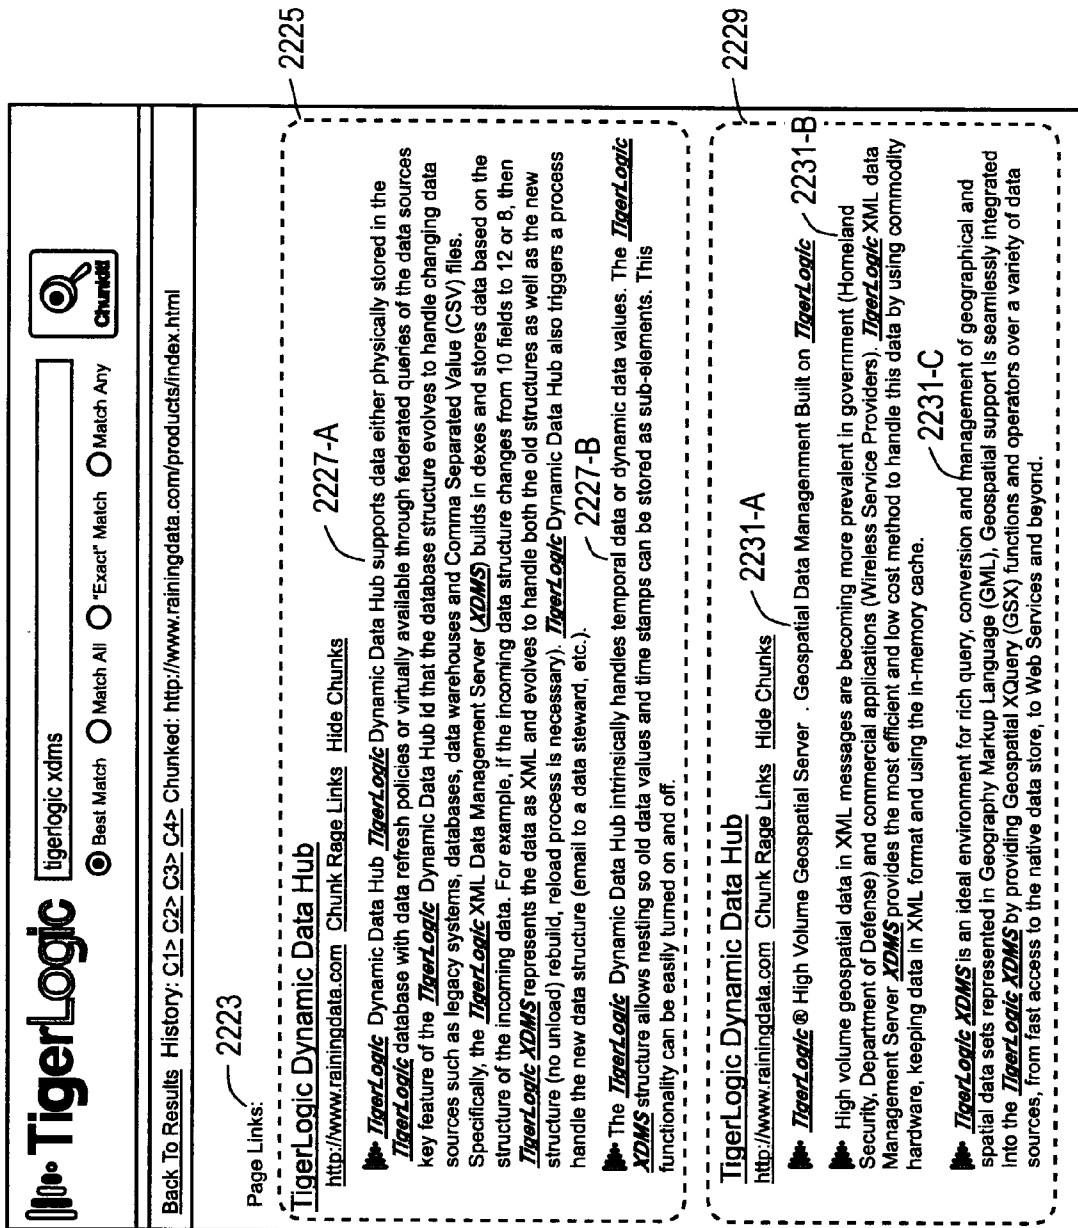 TigerLogic
tigerlogic xdms
Chunkit!
Best Match Match All "Exact" Match Match Any
Back To Results History: C1> C2> C3> C4> Chunked: http://www.rainingdata.com/products/index.html
Page Links:
2223
2225
TigerLogic Dynamic Data Hub
http://www.rainingdata.com Chunk Rage Links Hide Chunks
2227-A
TigerLogic Dynamic Data Hub TigerLogic Dynamic Data Hub supports data either physically stored in the
TigerLogic database with data refresh policies or virtually available through federated queries of the data sources
key feature of the TigerLogic Dynamic Data Hub id that the database structure evolves to handle changing data
sources such as legacy systems, databases, data warehouses and Comma Separated Value (CSV) files.
Specifically, the TigerLogic XML Data Management Server (XDMS) builds in dexes and stores data based on the
structure of the incoming data. For example, if the incoming data structure changes from 10 fields to 12 or 8, then
TigerLogic XDMS represents the data as XML and evolves to handle both the old structures as well as the new
structure (no unload) rebuild, reload process is necessary). TigerLogic Dynamic Data Hub also triggers a process
handle the new data structure (email to a data steward, etc.).
2227-B
The TigerLogic Dynamic Data Hub intrinsically handles temporal data or dynamic data values. The TigerLogic
XDMS structure allows nesting so old data values and time stamps can be stored as sub-elements. This
functionality can be easily turned on and off.
2229
TigerLogic Dynamic Data Hub
http://www.rainingdata.com Chunk Rage Links Hide Chunks
2231-A
TigerLogic ® High Volume Geospatial Server . Geospatial Data Management Built on TigerLogic
2231-B
High volume geospatial data in XML messages are becoming more prevalent in government (Homeland
Security, Department of Defense) and commercial applications (Wireless Service Providers). TigerLogic XML data
Management Server XDMS provides the most efficient and low cost method to handle this data by using commodity
hardware, keeping data in XML format and using the in-memory cache.
2231-C
TigerLogic XDMS is an ideal environment for rich query, conversion and management of geographical and
spatial data sets represented in Geography Markup Language (GML), Geospatial support is seamlessly integrated
into the TigerLogic XDMS by providing Geospatial XQuery (GSX) functions and operators over a variety of data
sources, from fast access to the native data store, to Web Services and beyond.